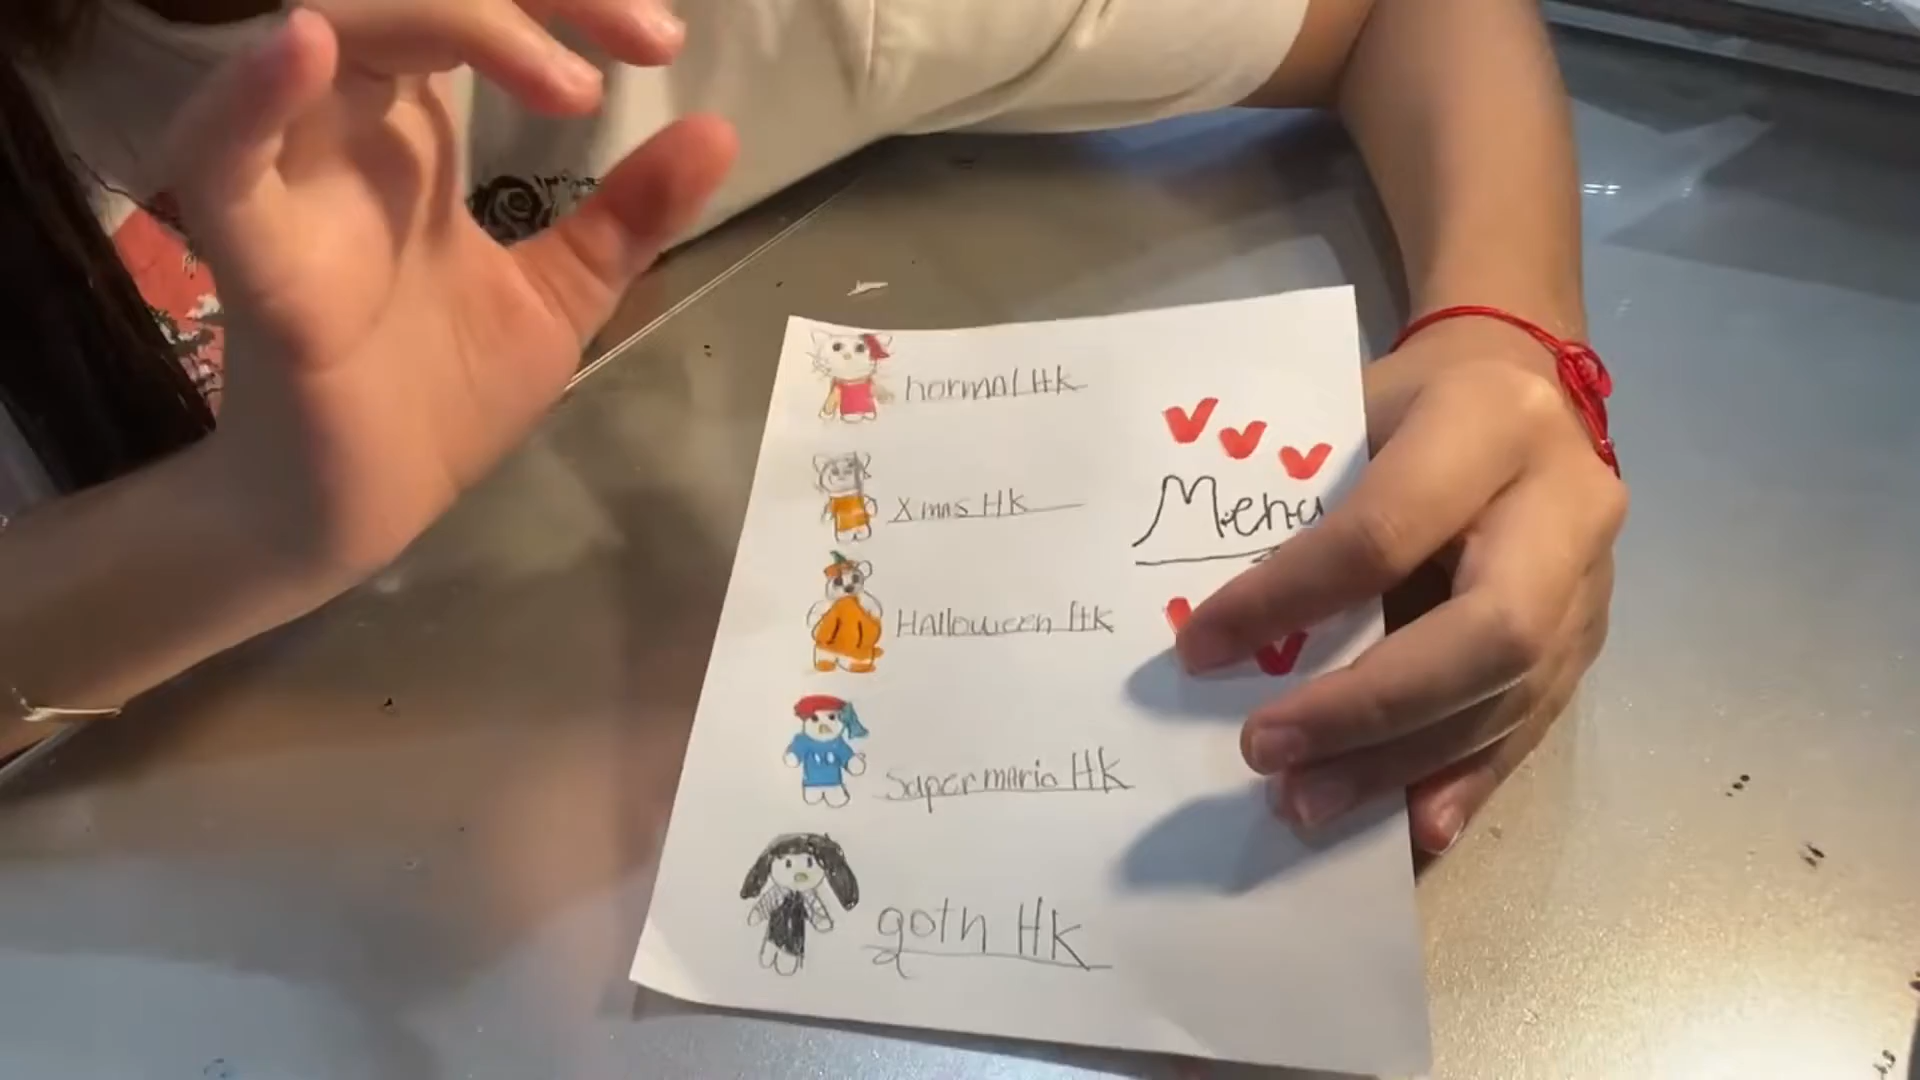 normal HK
Xmas HK
Halloween HK
Supermario HK
goth HK
Menu